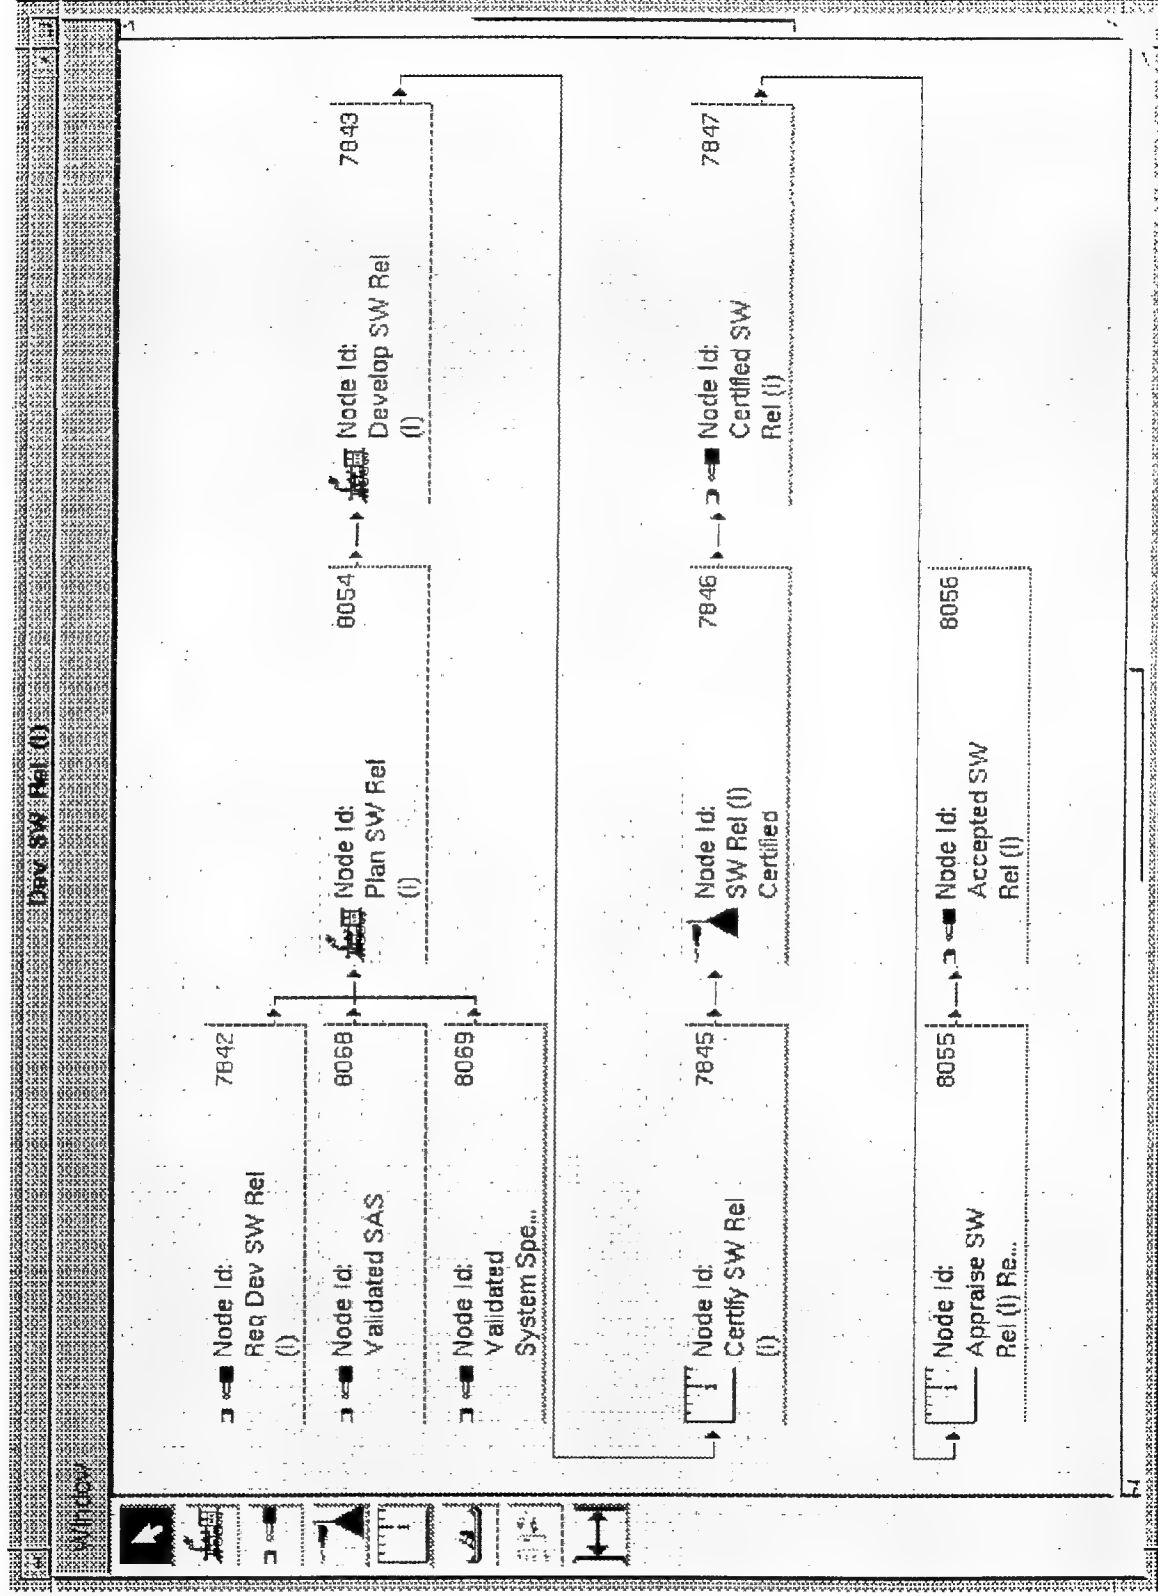 Dev SW Rel (I)
Window
Node Id: 7842
Req Dev SW Rel
(I)
Node Id: 8068
Validated SAS
Node Id: 8069
Validated
System Spe...
Node Id: 8054
Plan SW Rel
(I)
Node Id: 7843
Develop SW Rel
(I)
Node Id: 7845
Certify SW Rel
(I)
Node Id: 7846
SW Rel (I)
Certified
Node Id: 7847
Certified SW
Rel (I)
Node Id: 8055
Appraise SW
Rel (I) Re...
Node Id: 8056
Accepted SW
Rel (I)